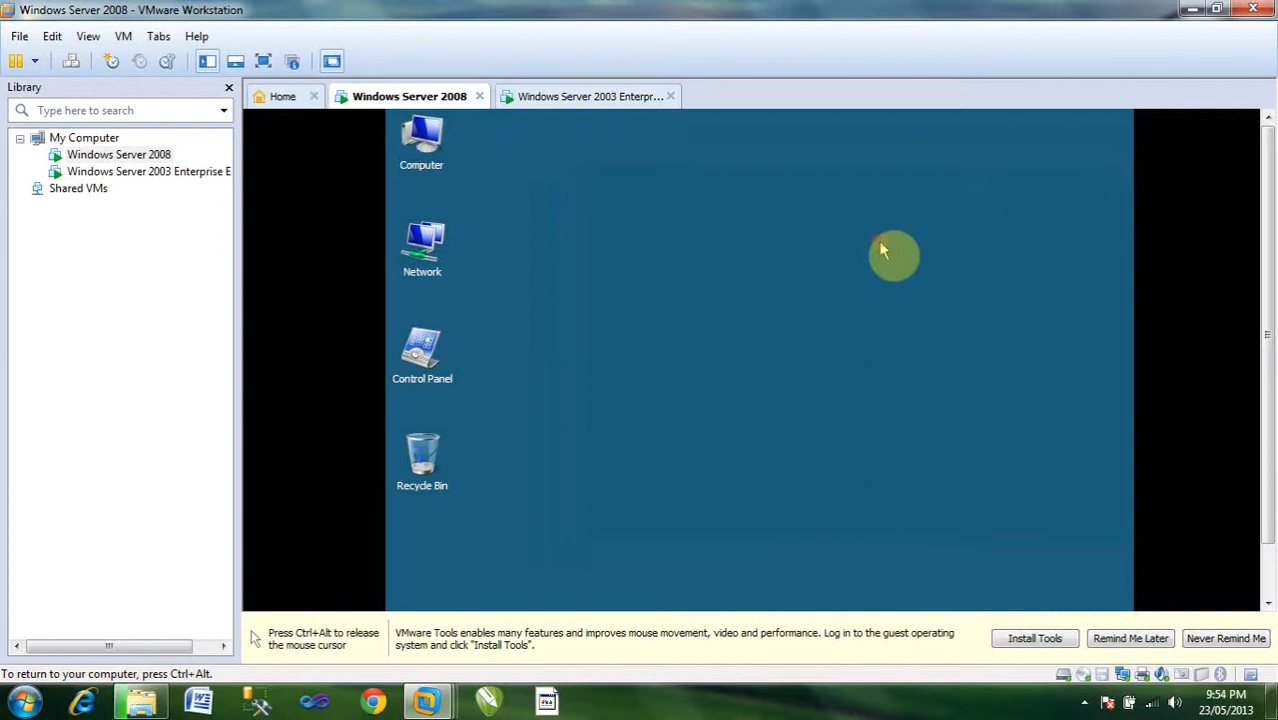 Windows Server 2008 - VMware Workstation
File Edit View VM Tabs Help
Library
Type here to search
Home
Windows Server 2008
Windows Server 2003 Enterpr...
My Computer
Windows Server 2008
Windows Server 2003 Enterprise E
Shared VMs
Computer
Network
Control Panel
Recycle Bin
Press Ctrl+Alt to release
the mouse cursor
VMware Tools enables many features and improves mouse movement, video and performance. Log in to the guest operating
system and click "Install Tools".
Install Tools
Remind Me Later
Never Remind Me
To return to your computer, press Ctrl+Alt.
9:54 PM
23/05/2013